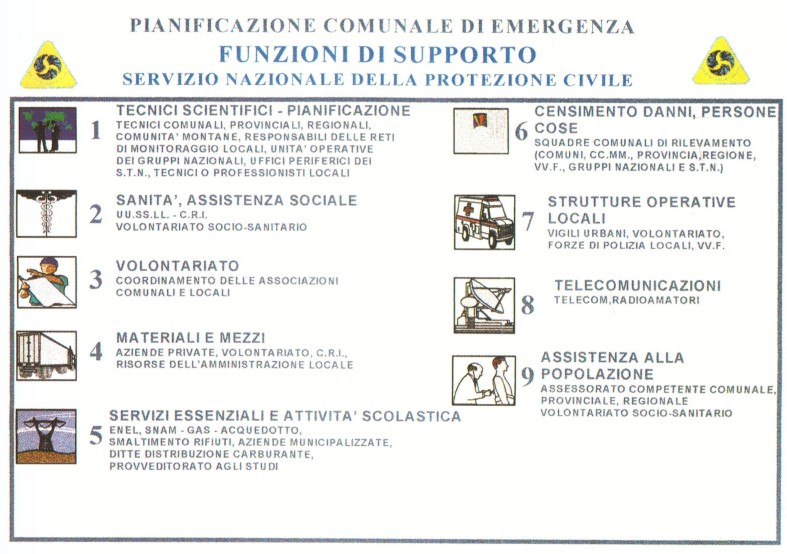 PIANIFICAZIONE COMUNALE DI EMERGENZA
FUNZIONI DI SUPPORTO
SERVIZIO NAZIONALE DELLA PROTEZIONE CIVILE
1
TECNICI SCIENTIFICI - PIANIFICAZIONE
TECNICI COMUNALI, PROVINCIALI, REGIONALI,
COMUNITA' MONTANE, RESPONSABILI DELLE RETI
DI MONITORAGGIO LOCALI, UNITA' OPERATIVE
DEI GRUPPI NAZIONALI, UFFICI PERIFERICI DEI
S.T.N., TECNICI O PROFESSIONISTI LOCALI
2
SANITA', ASSISTENZA SOCIALE
UU.SS.LL. - C.R.I.
VOLONTARIATO SOCIO-SANITARIO
3
VOLONTARIATO
COORDINAMENTO DELLE ASSOCIAZIONI
COMUNALI E LOCALI
4
MATERIALI E MEZZI
AZIENDE PRIVATE, VOLONTARIATO, C.R.I.,
RISORSE DELL'AMMINISTRAZIONE LOCALE
5
SERVIZI ESSENZIALI E ATTIVITA' SCOLASTICA
ENEL, SNAM - GAS - ACQUEDOTTO,
SMALTIMENTO RIFIUTI, AZIENDE MUNICIPALIZZATE,
DITTE DISTRIBUZIONE CARBURANTE,
PROVVEDITORATO AGLI STUDI
6
CENSIMENTO DANNI, PERSONE
COSE
SQUADRE COMUNALI DI RILEVAMENTO
(COMUNI, CC.MM., PROVINCIA,REGIONE,
VV.F., GRUPPI NAZIONALI E S.T.N.)
7
STRUTTURE OPERATIVE
LOCALI
VIGILI URBANI, VOLONTARIATO,
FORZE DI POLIZIA LOCALI, VV.F.
8
TELECOMUNICAZIONI
TELECOM,RADIOAMATORI
9
ASSISTENZA ALLA
POPOLAZIONE
ASSESSORATO COMPETENTE COMUNALE,
PROVINCIALE, REGIONALE
VOLONTARIATO SOCIO-SANITARIO